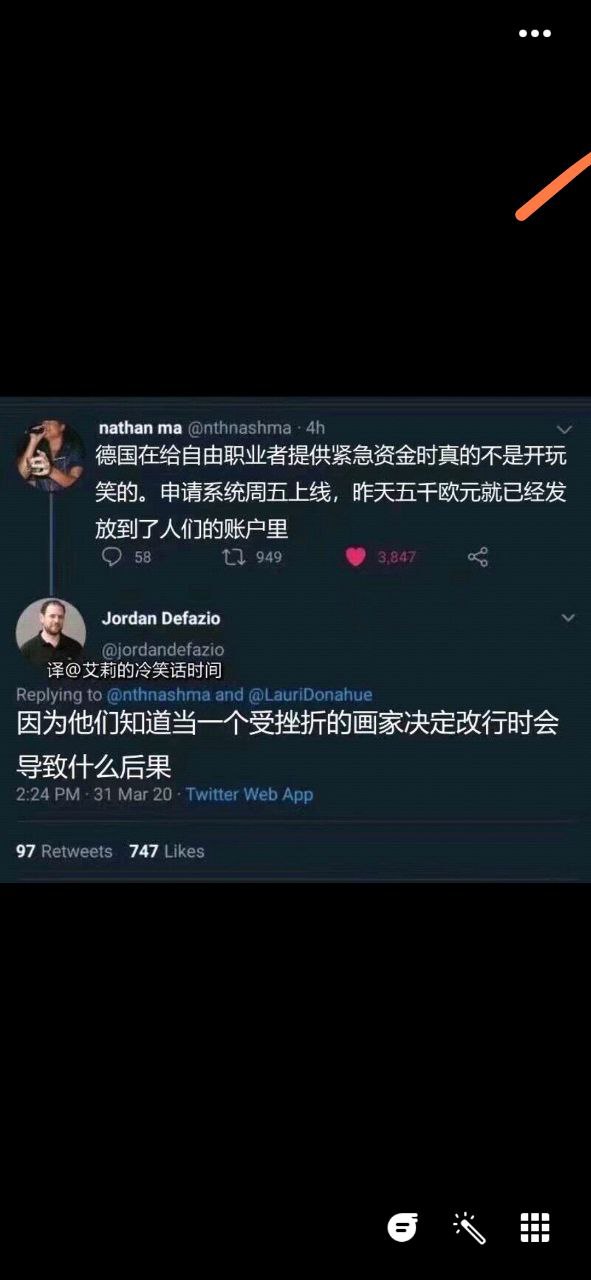 nathan ma @nthnashma · 4h
德国在给自由职业者提供紧急资金时真的不是开玩
笑的。申请系统周五上线，昨天五千欧元就已经发
放到了人们的账户里
58 949 3,847
Jordan Defazio
@jordandefazio
译@艾莉的冷笑话时间
Replying to @nthnashma and @LauriDonahue
因为他们知道当一个受挫折的画家决定改行时会
导致什么后果
2:24 PM · 31 Mar 20 · Twitter Web App
97 Retweets 747 Likes